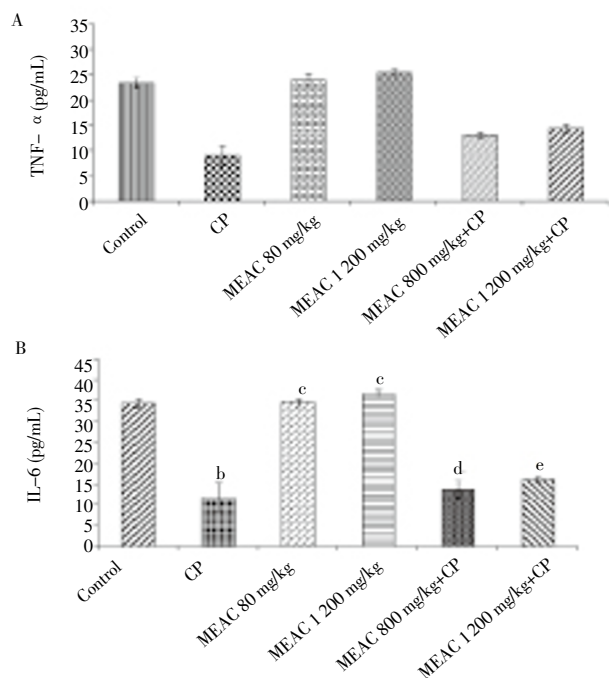 A
TNF- α (pg/mL)
35
30
25
20
15
10
5
0
Control
CP
MEAC 80 mg/kg
MEAC 1 200 mg/kg
MEAC 800 mg/kg+CP
MEAC 1 200 mg/kg+CP
B
IL-6 (pg/mL)
45
40
35
30
25
20
15
10
5
0
b
c
c
d
e
Control
CP
MEAC 80 mg/kg
MEAC 1 200 mg/kg
MEAC 800 mg/kg+CP
MEAC 1 200 mg/kg+CP